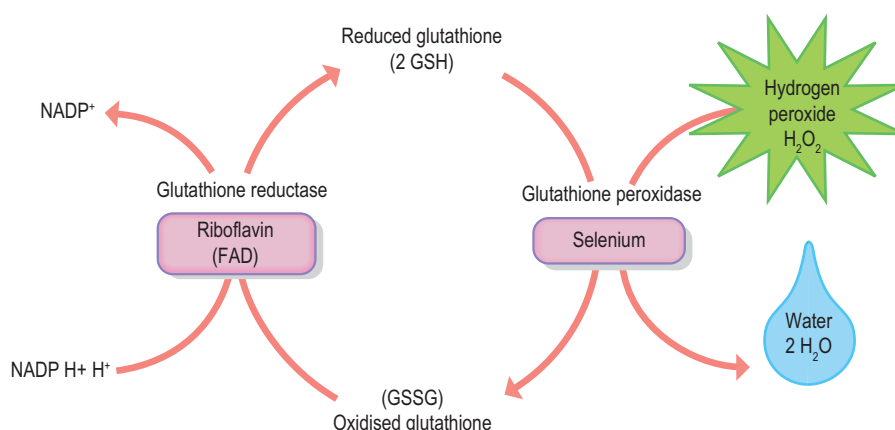 Reduced glutathione
(2 GSH)
Hydrogen
peroxide
H₂O₂
NADP⁺
Glutathione reductase
Glutathione peroxidase
Riboflavin
(FAD)
Selenium
Water
2 H₂O
NADP H+ H⁺
(GSSG)
Oxidised glutathione